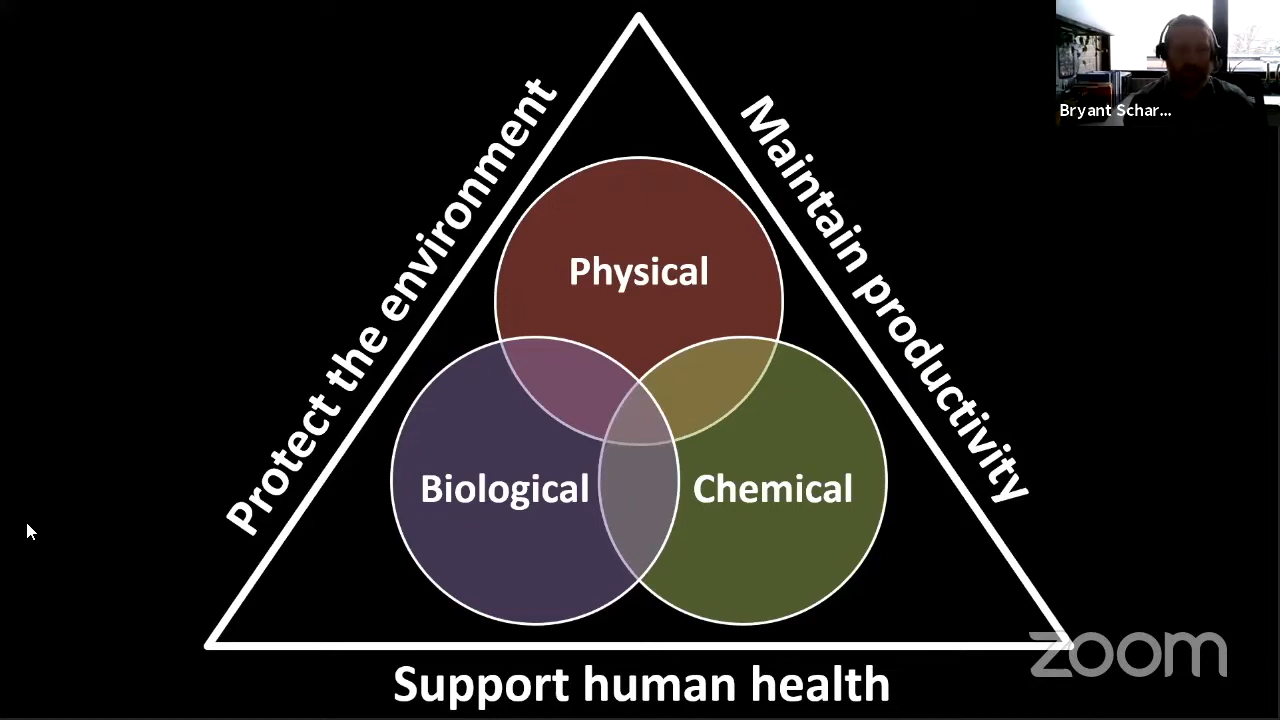 Protect the environment
Maintain productivity
Bryant Schar...
Physical
Biological
Chemical
Support human health
zoom